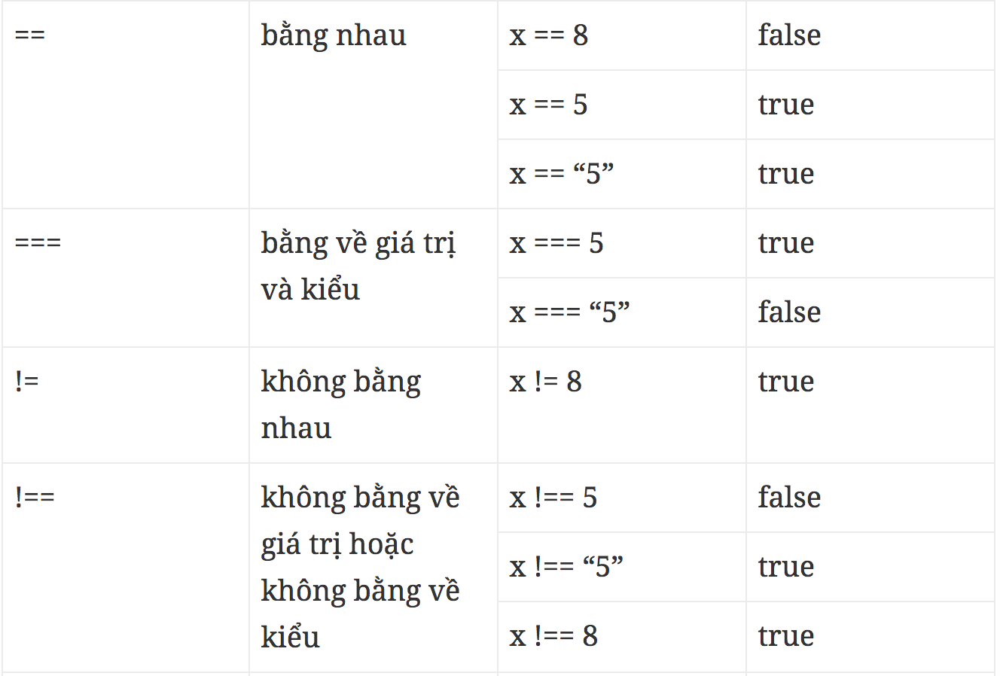 == bằng nhau x == 8 false
x == 5 true
x == “5” true
=== bằng về giá trị x === 5 true
và kiểu
x === “5” false
!= không bằng x != 8 true
nhau
!== không bằng về x !== 5 false
giá trị hoặc
x !== “5” true
không bằng về
kiểu x !== 8 true